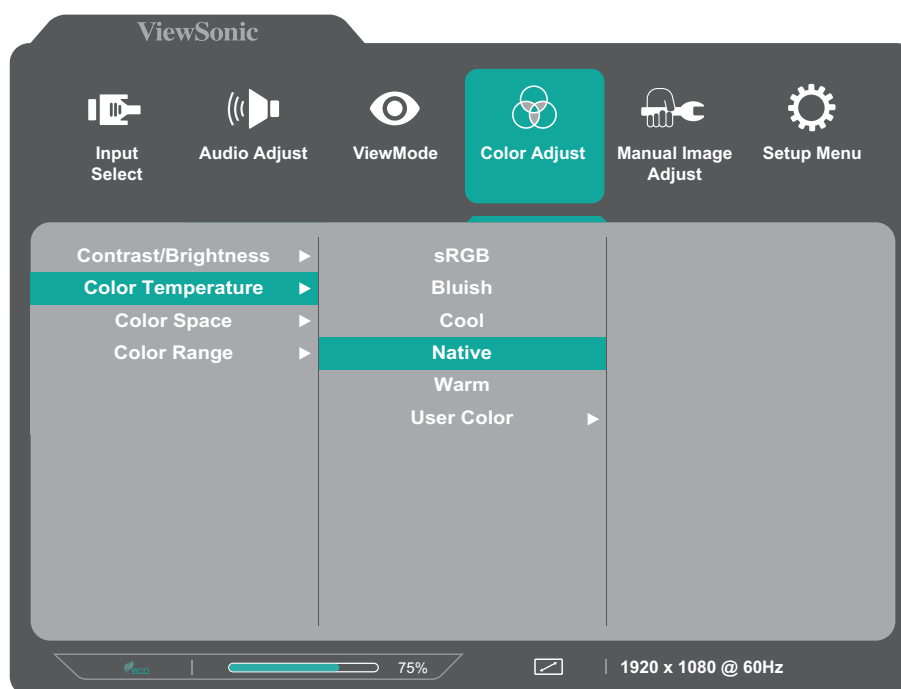 ViewSonic
Input
Select
Audio Adjust
ViewMode
Color Adjust
Manual Image
Adjust
Setup Menu
Contrast/Brightness
Color Temperature
Color Space
Color Range
sRGB
Bluish
Cool
Native
Warm
User Color
eco
75%
1920 x 1080 @ 60Hz